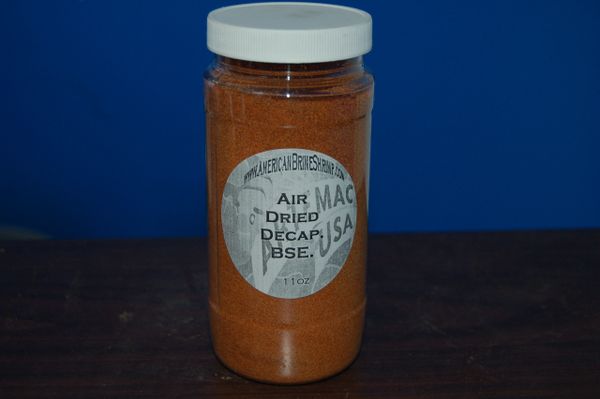 www.AmericanBrineShrimp.com
Air
Dried
Decap.
BSE.
11oz
MAC
USA